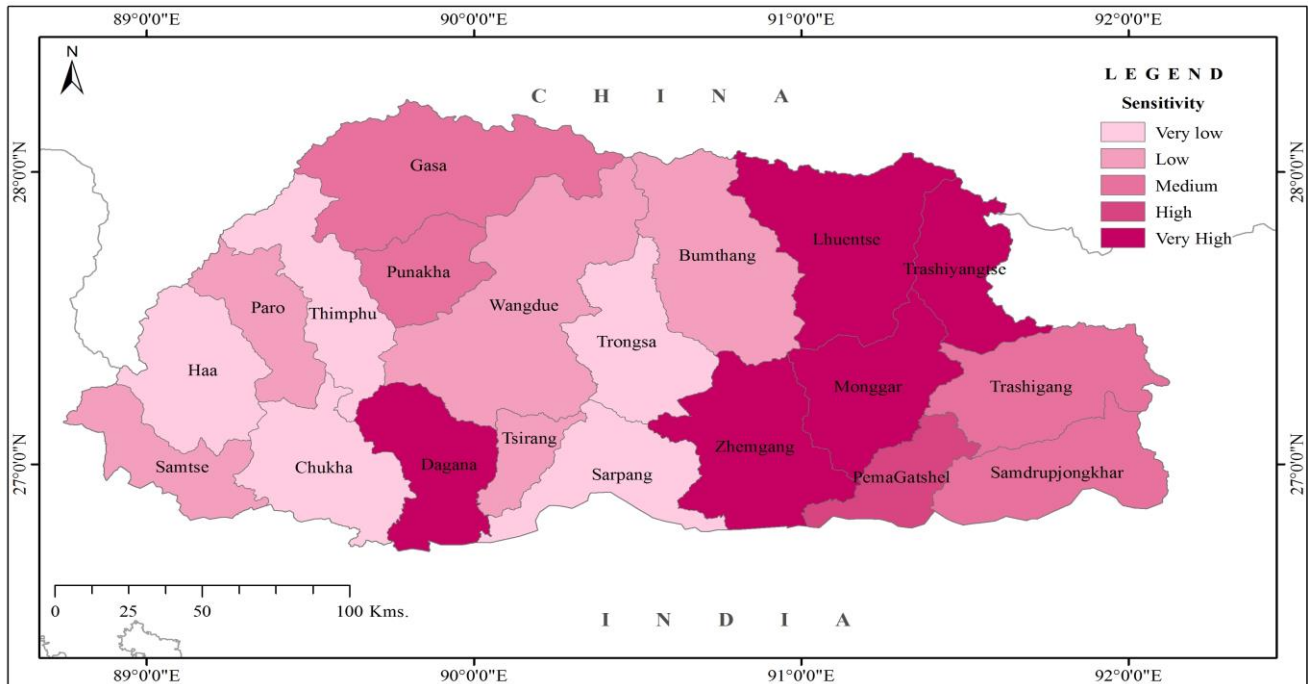 89°0'0"E 90°0'0"E 91°0'0"E 92°0'0"E
N
C H I N A
L E G E N D
Sensitivity
Very low
Low
Medium
High
Very High
28°0'0"N
28°0'0"N
Gasa
Lhuentse
Bumthang
Trashiyangtse
Punakha
Wangdue
Paro
Thimphu
Trongsa
Haa
Monggar
Trashigang
Zhemgang
Tsirang
Samtse
Chukha
Dagana
Sarpang
PemaGatshel
Samdrupjongkhar
27°0'0"N
27°0'0"N
0 25 50 100 Kms.
I N D I A
89°0'0"E 90°0'0"E 91°0'0"E 92°0'0"E